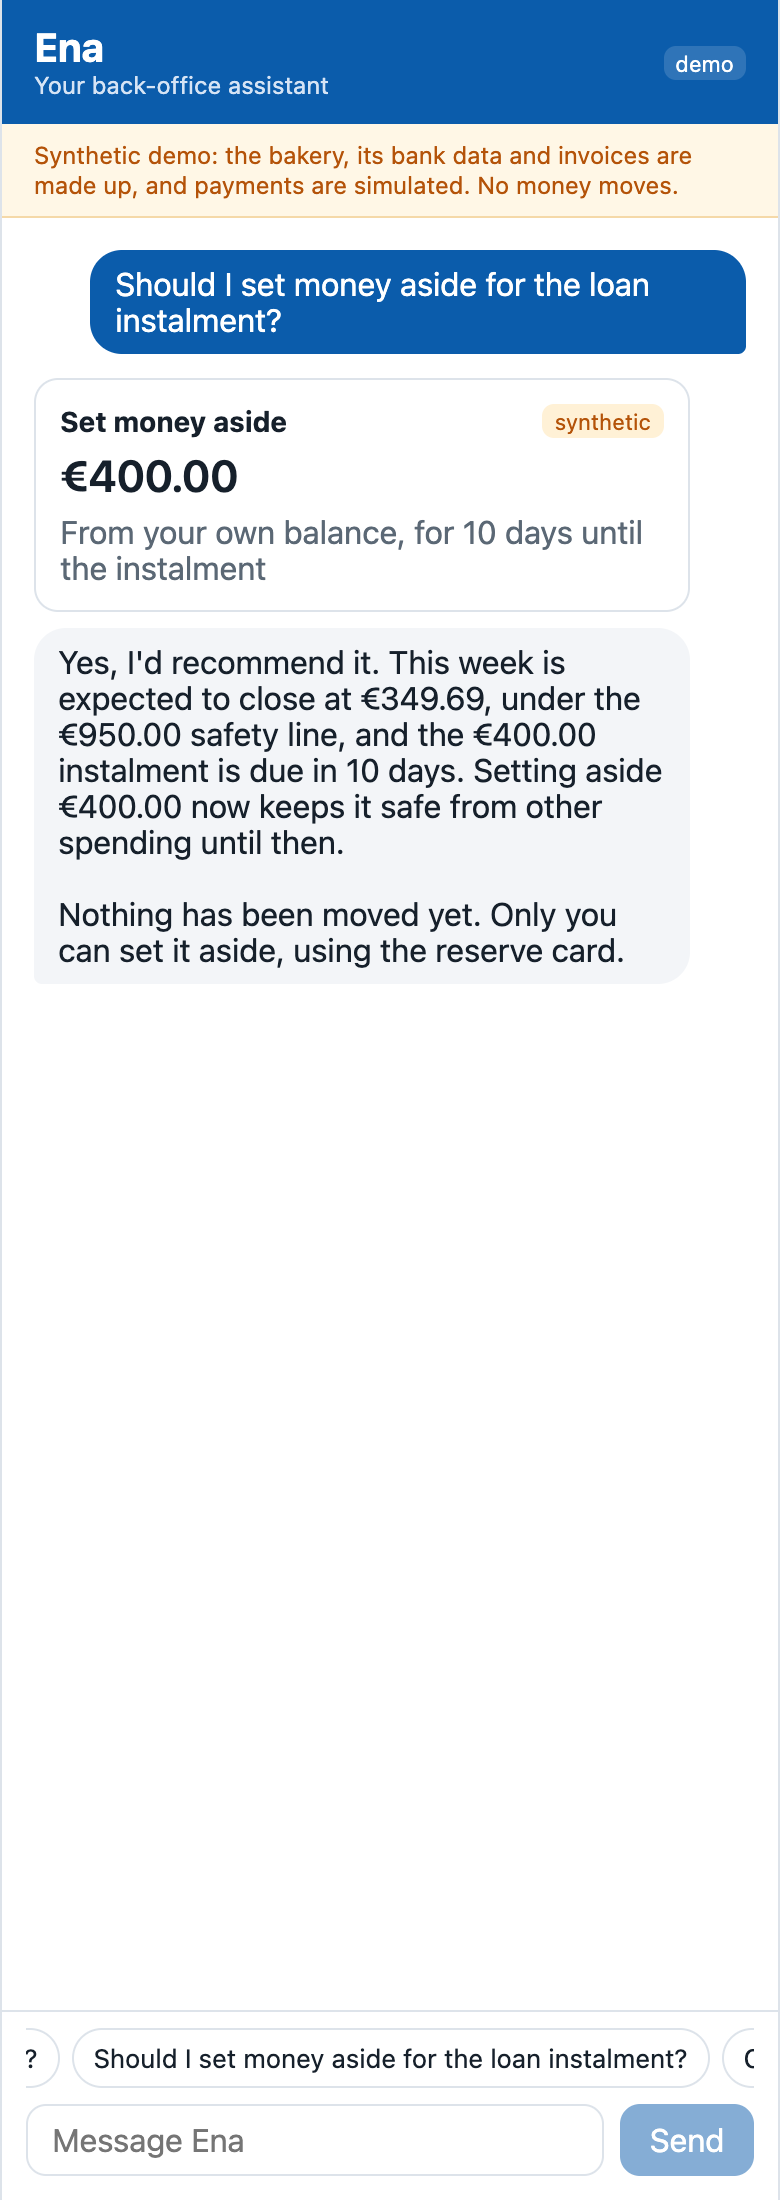 Ena
Your back-office assistant
demo
Synthetic demo: the bakery, its bank data and invoices are
made up, and payments are simulated. No money moves.
Should I set money aside for the loan
instalment?
Set money aside
synthetic
€400.00
From your own balance, for 10 days until
the instalment
Yes, I'd recommend it. This week is
expected to close at €349.69, under the
€950.00 safety line, and the €400.00
instalment is due in 10 days. Setting aside
€400.00 now keeps it safe from other
spending until then.
Nothing has been moved yet. Only you
can set it aside, using the reserve card.
?
Should I set money aside for the loan instalment?
Message Ena
Send